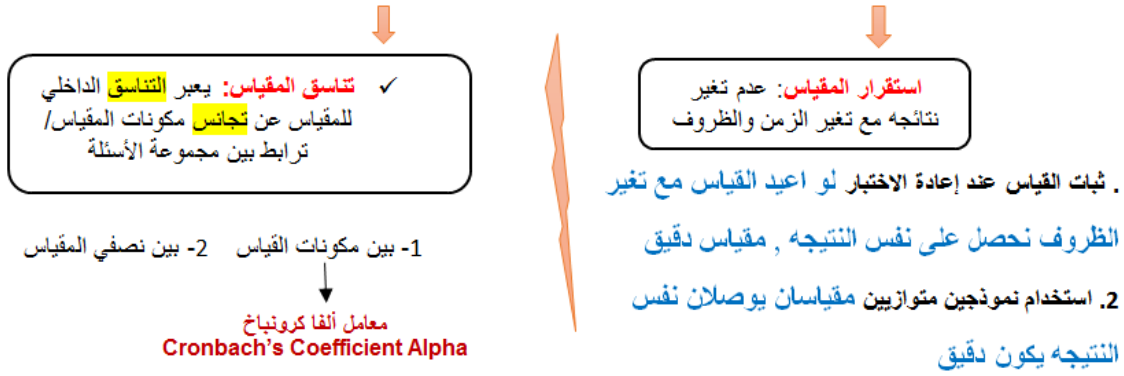 استقرار المقياس: عدم تغير
نتائجه مع تغير الزمن والظروف
. ثبات القياس عند إعادة الاختبار لو اعيد القياس مع تغير
الظروف نحصل على نفس النتيجه , مقياس دقيق
2. استخدام نموذجين متوازيين مقياسان يوصلان نفس
النتيجه يكون دقيق
✓ تناسق المقياس: يعبر التناسق الداخلي
للمقياس عن تجانس مكونات المقياس/
ترابط بين مجموعة الأسئلة
1- بين مكونات القياس 2- بين نصفي المقياس
معامل ألفا كرونباخ
Cronbach’s Coefficient Alpha